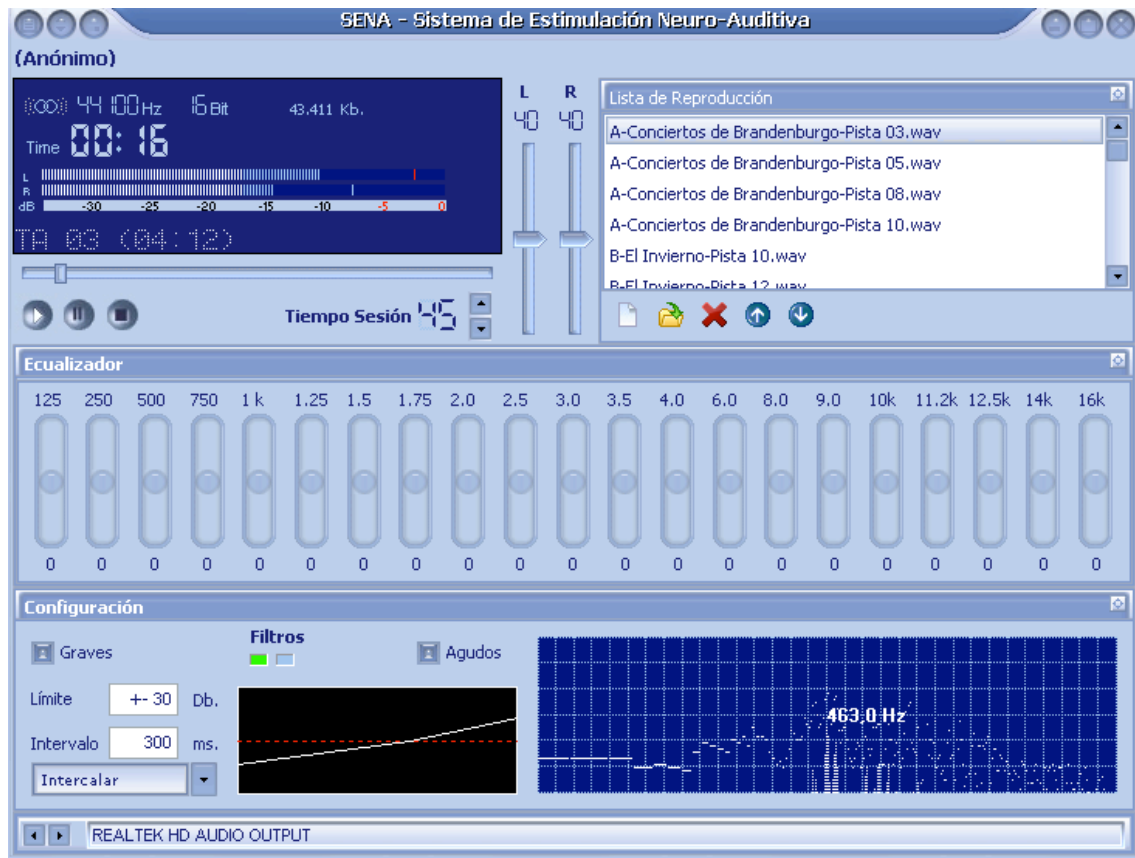 SENA - Sistema de Estimulación Neuro-Auditiva
(Anónimo)
44100Hz 16 Bit 43.411 Kb.
Time 00:16
L
R
dB -30 -25 -20 -15 -10 -5 0
TA 03 (04:12)
L R
40 40
Tiempo Sesión 45
Lista de Reproducción
A-Conciertos de Brandenburgo-Pista 03.wav
A-Conciertos de Brandenburgo-Pista 05.wav
A-Conciertos de Brandenburgo-Pista 08.wav
A-Conciertos de Brandenburgo-Pista 10.wav
B-El Invierno-Pista 10.wav
B-El Invierno-Pista 12.wav
Ecualizador
125 250 500 750 1 k 1.25 1.5 1.75 2.0 2.5 3.0 3.5 4.0 6.0 8.0 9.0 10k 11.2k 12.5k 14k 16k
0 0 0 0 0 0 0 0 0 0 0 0 0 0 0 0 0 0 0 0 0
Configuración
Graves
Filtros
Agudos
Límite +- 30 Db.
Intervalo 300 ms.
Intercalar
463,0 Hz
REALTEK HD AUDIO OUTPUT